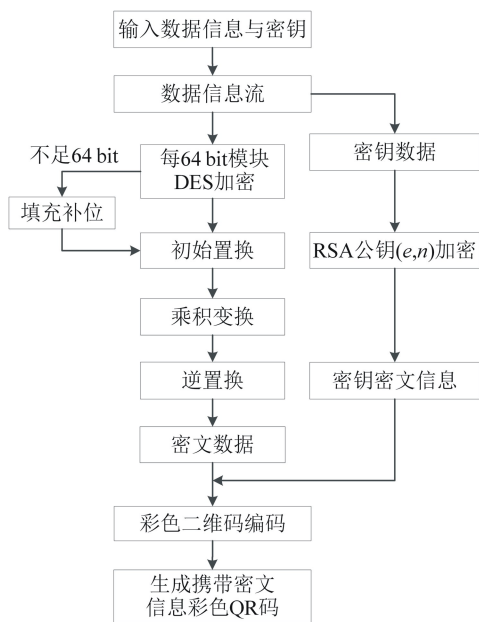 输入数据信息与密钥
数据信息流
不足64 bit
每64 bit模块
DES加密
密钥数据
填充补位
初始置换
RSA公钥(e,n)加密
乘积变换
逆置换
密钥密文信息
密文数据
彩色二维码编码
生成携带密文
信息彩色QR码